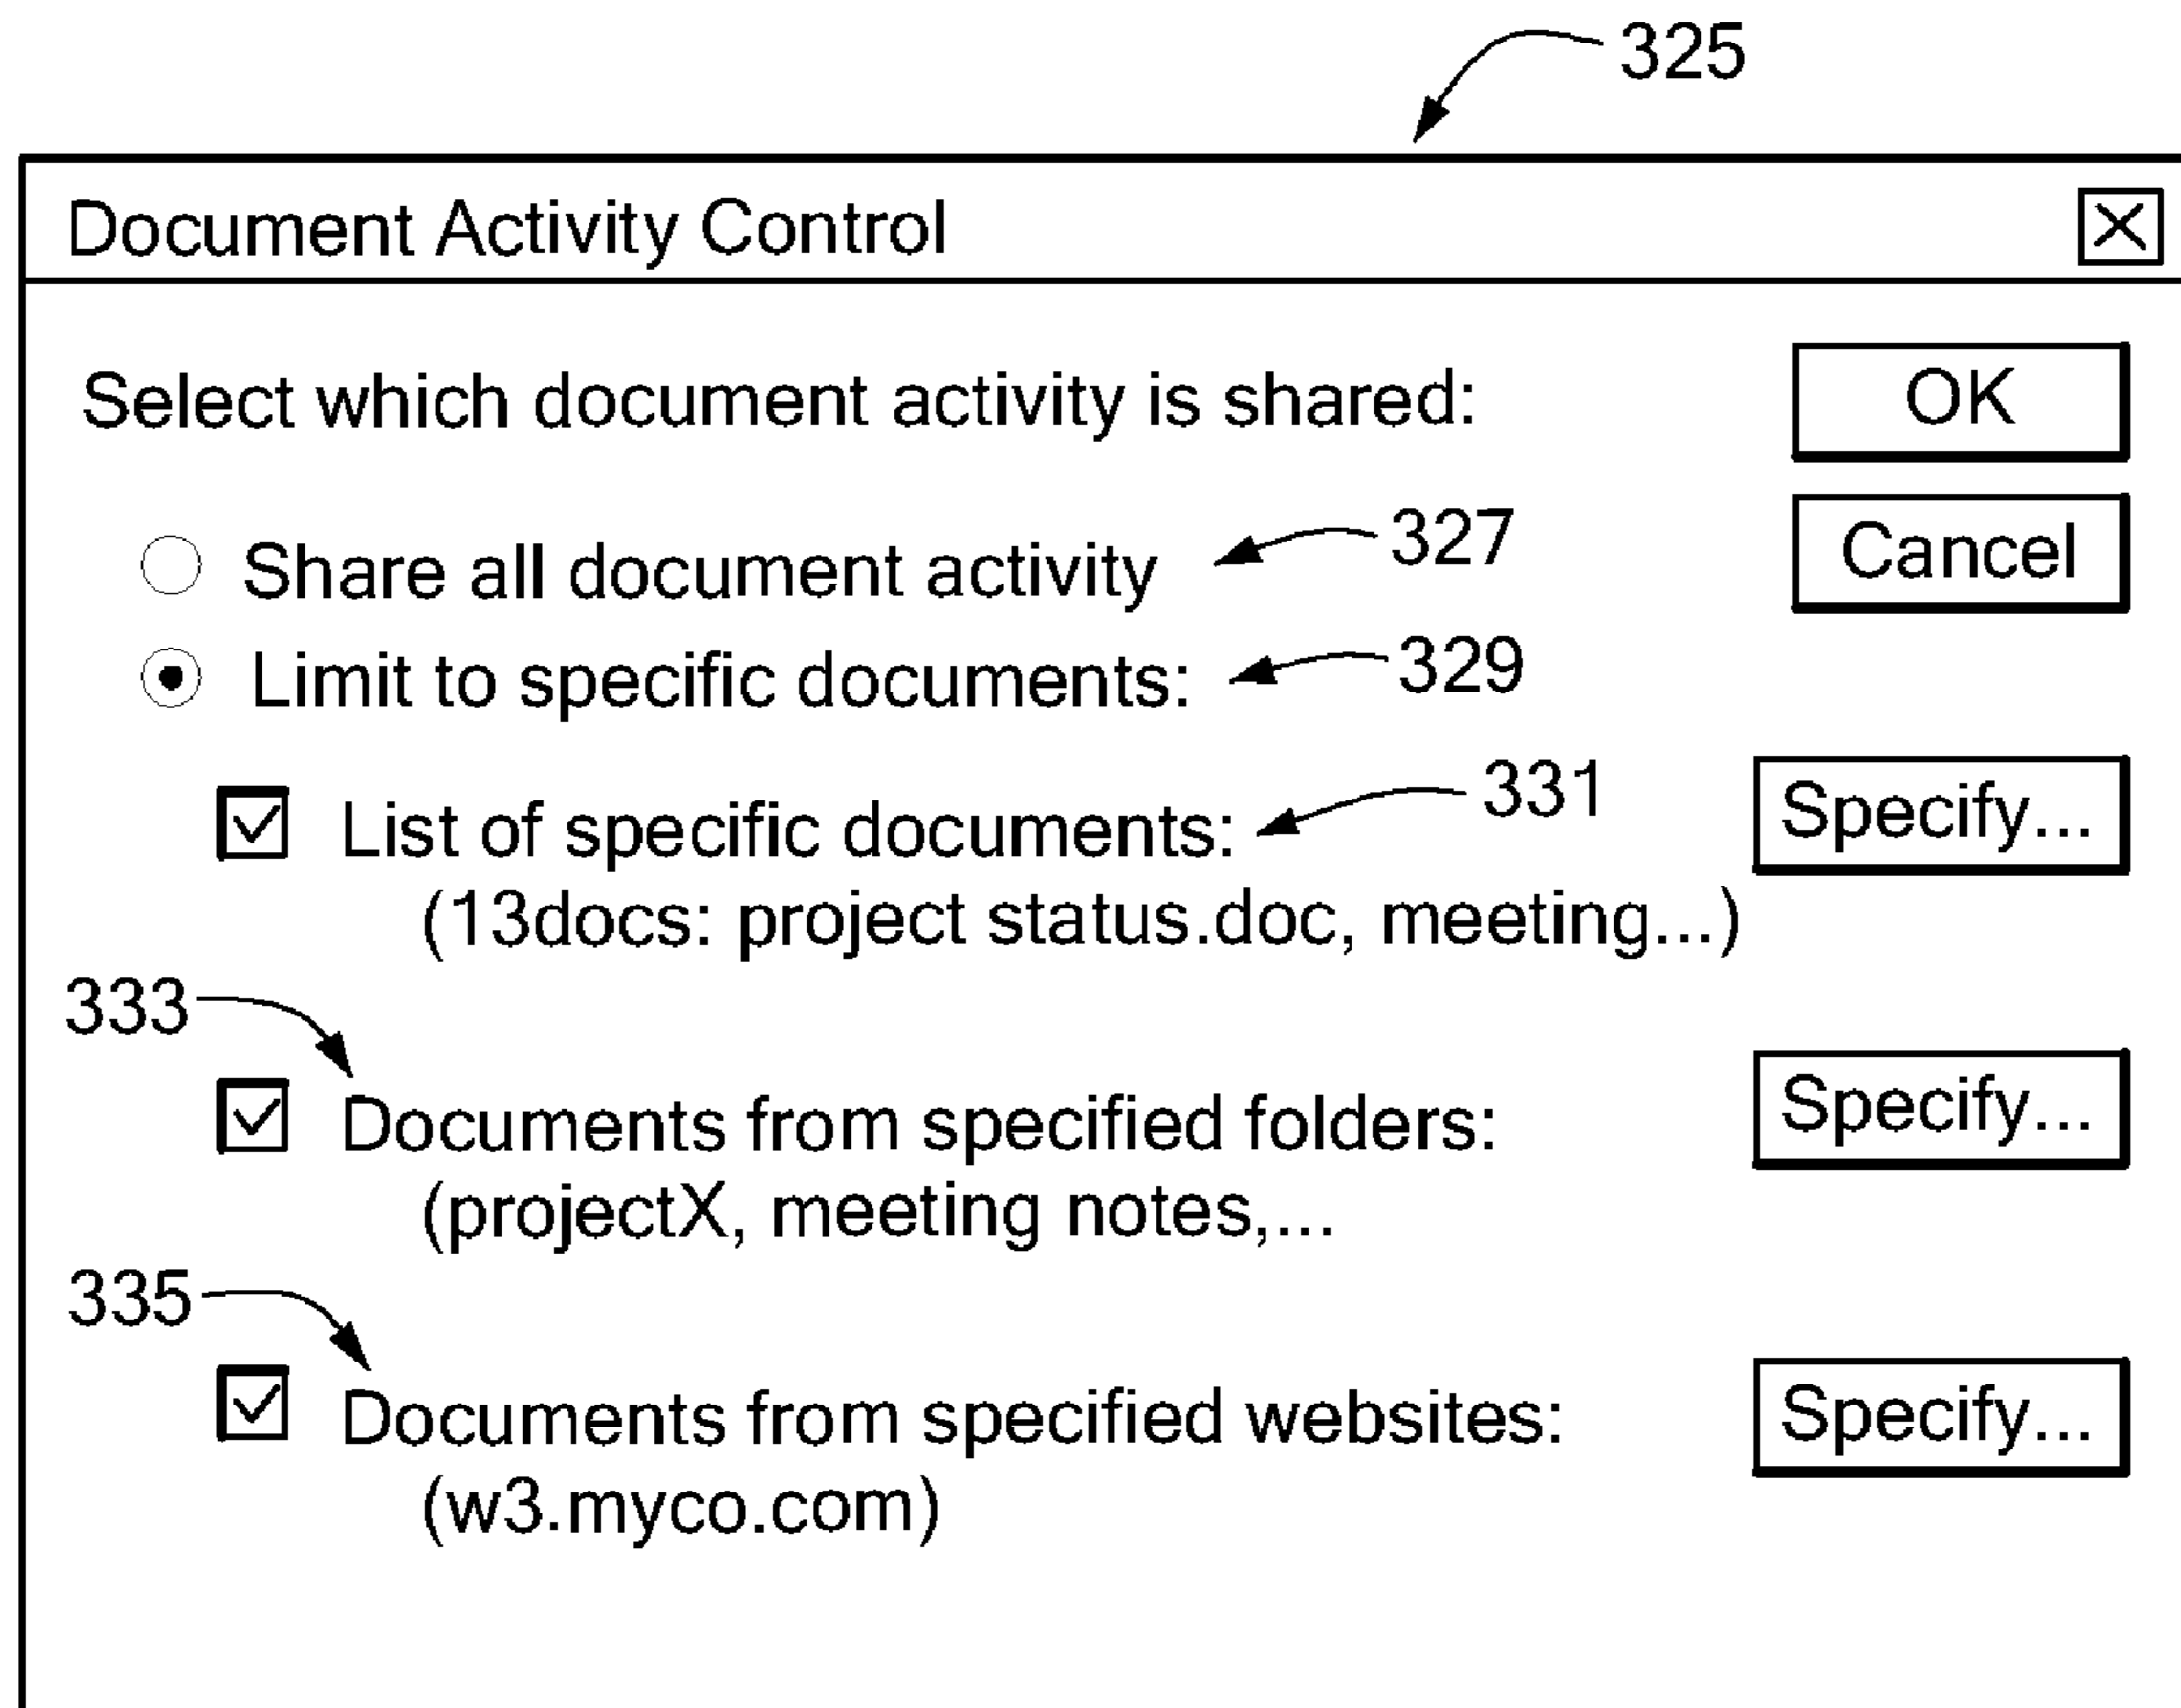 325
Document Activity Control
Select which document activity is shared:
OK
Share all document activity
327
Cancel
Limit to specific documents:
329
List of specific documents:
331
Specify...
(13docs: project status.doc, meeting...)
333
Documents from specified folders:
Specify...
(projectX, meeting notes,...
335
Documents from specified websites:
Specify...
(w3.myco.com)